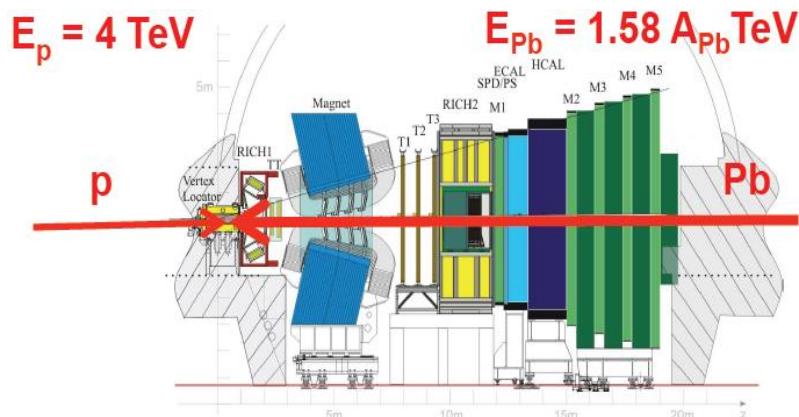 E_p = 4 TeV
E_Pb = 1.58 A_Pb TeV
5m
Magnet
SPD/PS
ECAL
HCAL
M1
M2
M3
M4
M5
RICH2
T1
T2
T3
RICH1
TT
Vertex
Locator
p
Pb
5m
10m
15m
20m
z